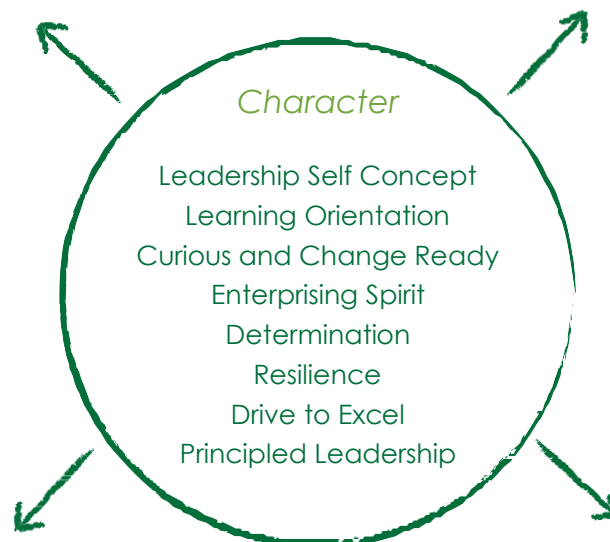 Character
Leadership Self Concept
Learning Orientation
Curious and Change Ready
Enterprising Spirit
Determination
Resilience
Drive to Excel
Principled Leadership